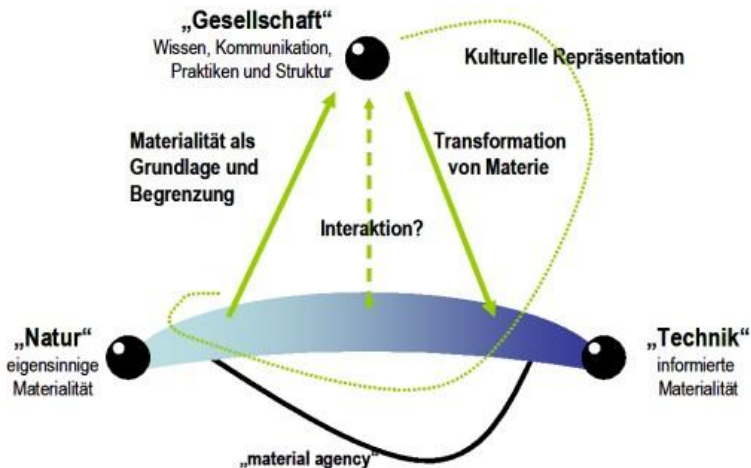 „Gesellschaft“
Wissen, Kommunikation,
Praktiken und Struktur
Kulturelle Repräsentation
Materialität als
Grundlage und
Begrenzung
Transformation
von Materie
Interaktion?
„Natur“
eigensinnige
Materialität
„Technik“
informierte
Materialität
„material agency“